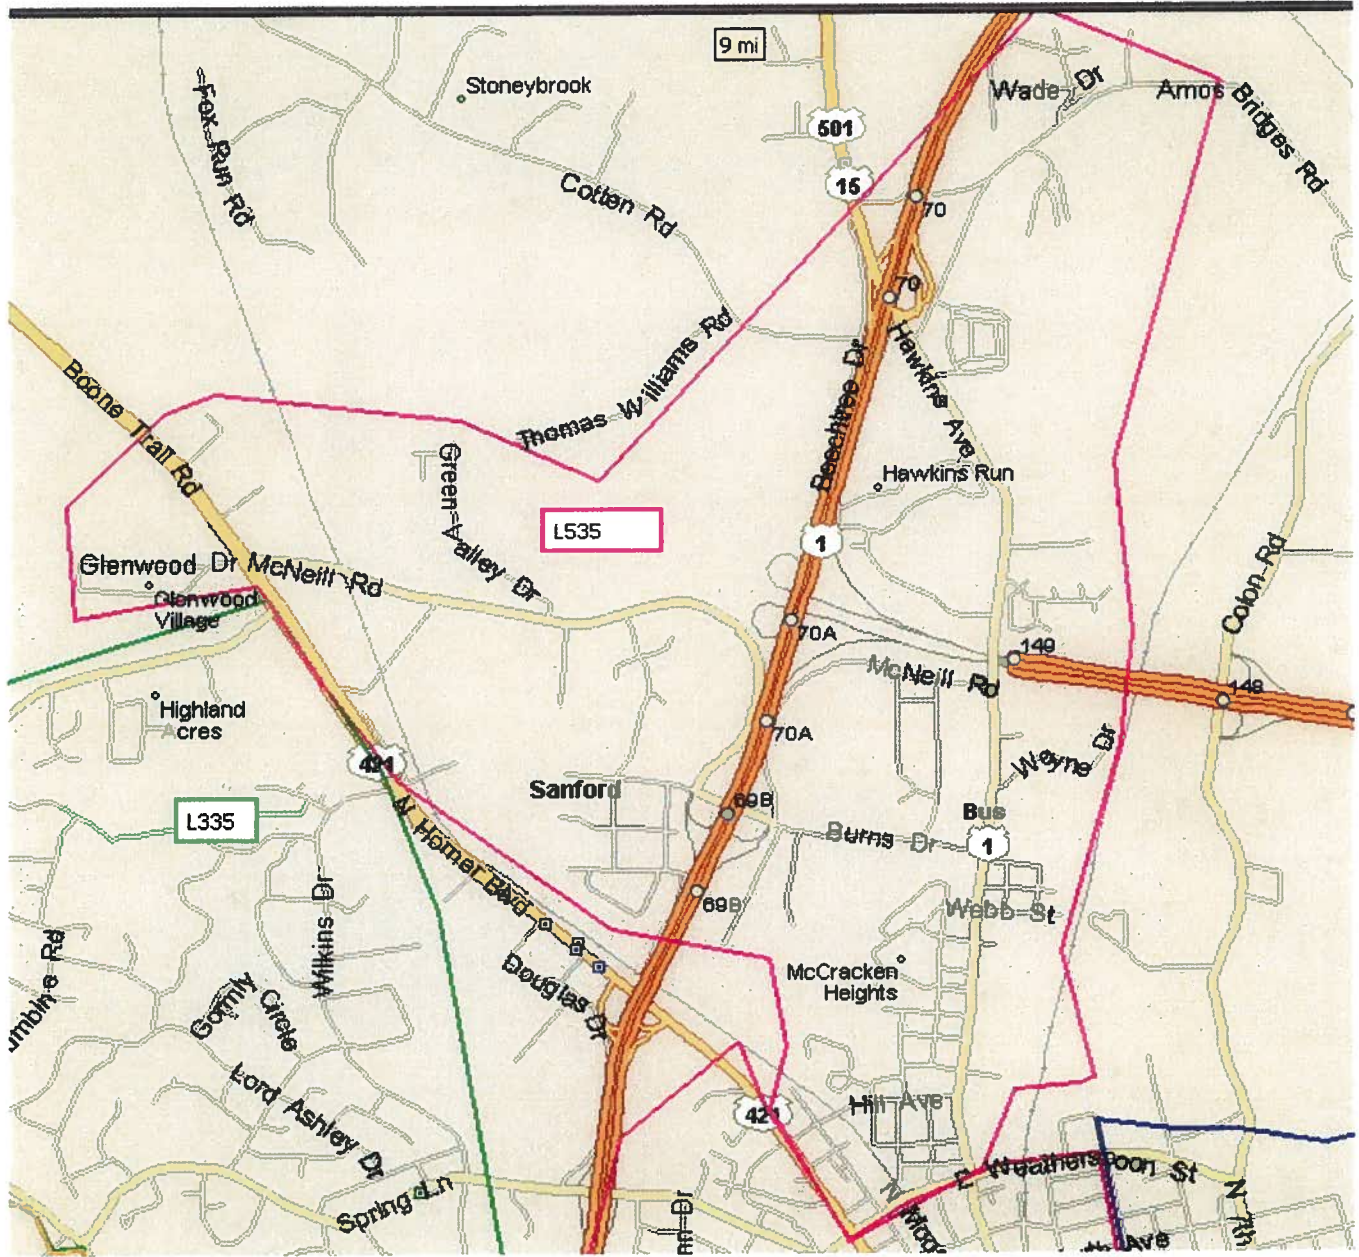 9 mi
Stoneybrook
Wade Dr
Amos Bridges Rd
Fox Run Rd
501
15
Cotten Rd
70
70
Hawkins Ave
Boone Trail Rd
Thomas Williams Rd
Beechtree Dr
Green Valley Dr
Hawkins Run
L535
1
Colon Rd
Glenwood Dr
McNeill Rd
Glenwood
Village
70A
149
McNeill Rd
148
Highland
Acres
70A
Wayne Dr
421
Sanford
69B
Bus
1
L335
N Horner Blvd
Burns Dr
Wilkins Dr
69B
Webb St
Douglas Dr
McCracken
Heights
Gormly Circle
Lord Ashley Dr
421
Hill Ave
E Weatherspoon St
Spring Ln
N 7th
N
Ave